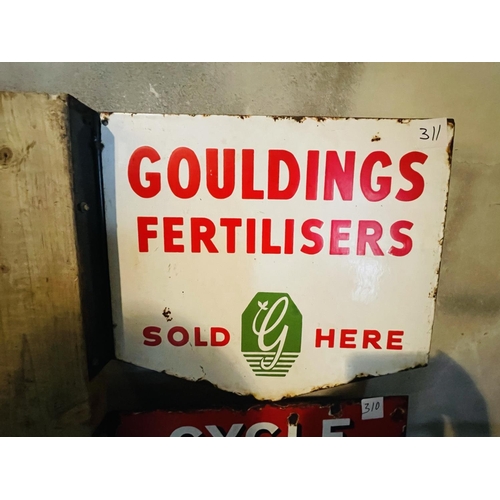 311
GOULDINGS
FERTILISERS
SOLD G HERE
310
CYCLE